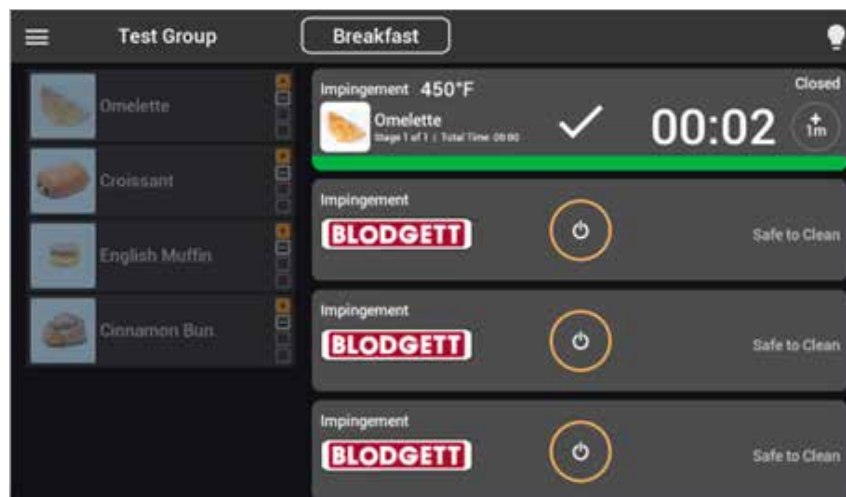 Test Group
Breakfast
Omelette
Croissant
English Muffin
Cinnamon Bun
Impingement 450°F
Closed
Omelette
Stage 1 of 1 | Total Time: 00:00
00:02
+
1m
Impingement
BLODGETT
Safe to Clean
Impingement
BLODGETT
Safe to Clean
Impingement
BLODGETT
Safe to Clean